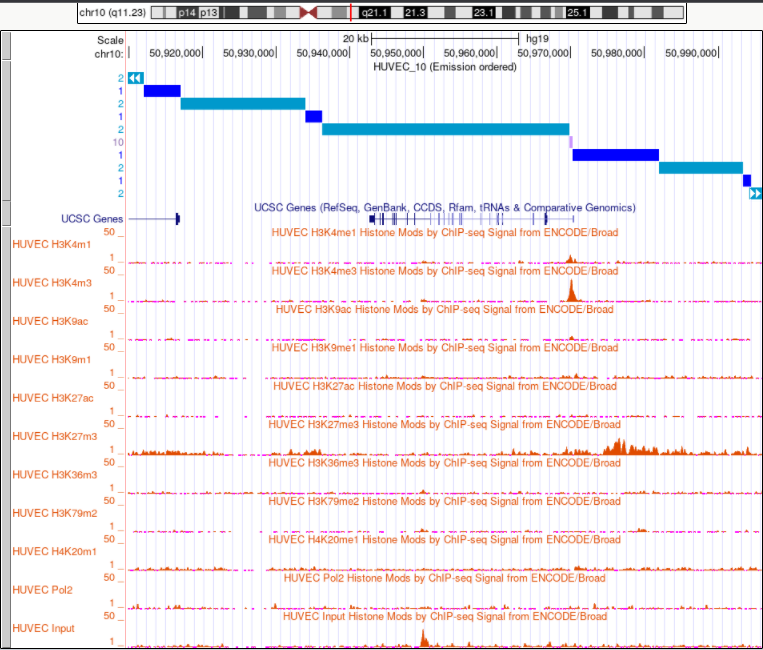 chr10 (q11.23) p14 p13 q21.1 21.3 23.1 25.1
Scale 20 kb hg19
chr10: 50,920,000 50,930,000 50,940,000 50,950,000 50,960,000 50,970,000 50,980,000 50,990,000
HUVEC_10 (Emission ordered)
2
1
2
1
2
10
1
2
1
2
UCSC Genes (RefSeq, GenBank, CCDS, Rfam, tRNAs & Comparative Genomics)
UCSC Genes
HUVEC H3K4me1 Histone Mods by ChIP-seq Signal from ENCODE/Broad
50 _
HUVEC H3K4m1
1 _
HUVEC H3K4me3 Histone Mods by ChIP-seq Signal from ENCODE/Broad
50 _
HUVEC H3K4m3
1 _
HUVEC H3K9ac Histone Mods by ChIP-seq Signal from ENCODE/Broad
50 _
HUVEC H3K9ac
1 _
HUVEC H3K9me1 Histone Mods by ChIP-seq Signal from ENCODE/Broad
50 _
HUVEC H3K9m1
1 _
HUVEC H3K27ac Histone Mods by ChIP-seq Signal from ENCODE/Broad
50 _
HUVEC H3K27ac
1 _
HUVEC H3K27me3 Histone Mods by ChIP-seq Signal from ENCODE/Broad
50 _
HUVEC H3K27m3
1 _
HUVEC H3K36me3 Histone Mods by ChIP-seq Signal from ENCODE/Broad
50 _
HUVEC H3K36m3
1 _
HUVEC H3K79me2 Histone Mods by ChIP-seq Signal from ENCODE/Broad
50 _
HUVEC H3K79m2
1 _
HUVEC H4K20me1 Histone Mods by ChIP-seq Signal from ENCODE/Broad
50 _
HUVEC H4K20m1
1 _
HUVEC Pol2 Histone Mods by ChIP-seq Signal from ENCODE/Broad
50 _
HUVEC Pol2
1 _
HUVEC Input Histone Mods by ChIP-seq Signal from ENCODE/Broad
50 _
HUVEC Input
1 _